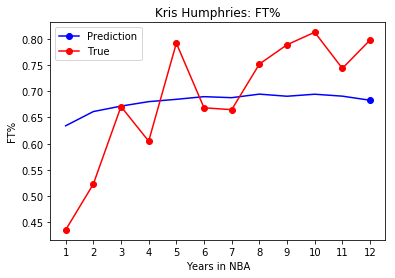 Kris Humphries: FT%
Prediction
True
FT%
0.80
0.75
0.70
0.65
0.60
0.55
0.50
0.45
1 2 3 4 5 6 7 8 9 10 11 12
Years in NBA